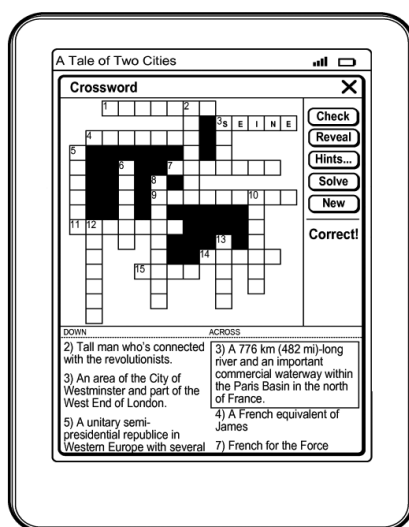 A Tale of Two Cities
Crossword
1
2
3 S E I N E
4
5
6
7
8
9
10
11 12
13
14
15
Check
Reveal
Hints...
Solve
New
Correct!
DOWN
2) Tall man who's connected
with the revolutionists.
3) An area of the City of
Westminster and part of the
West End of London.
5) A unitary semi-
presidential republice in
Western Europe with several
ACROSS
3) A 776 km (482 mi)-long
river and an important
commercial waterway within
the Paris Basin in the north
of France.
4) A French equivalent of
James
7) French for the Force